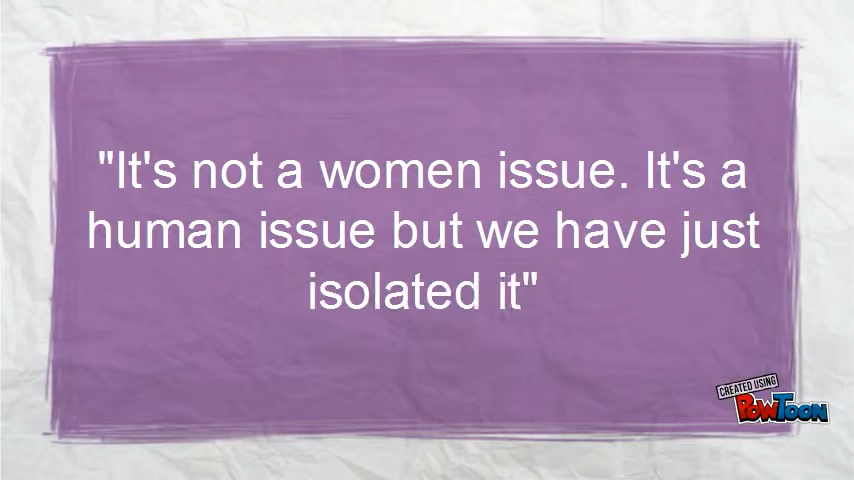 "It's not a women issue. It's a
human issue but we have just
isolated it"
CREATED USING
POWTOON